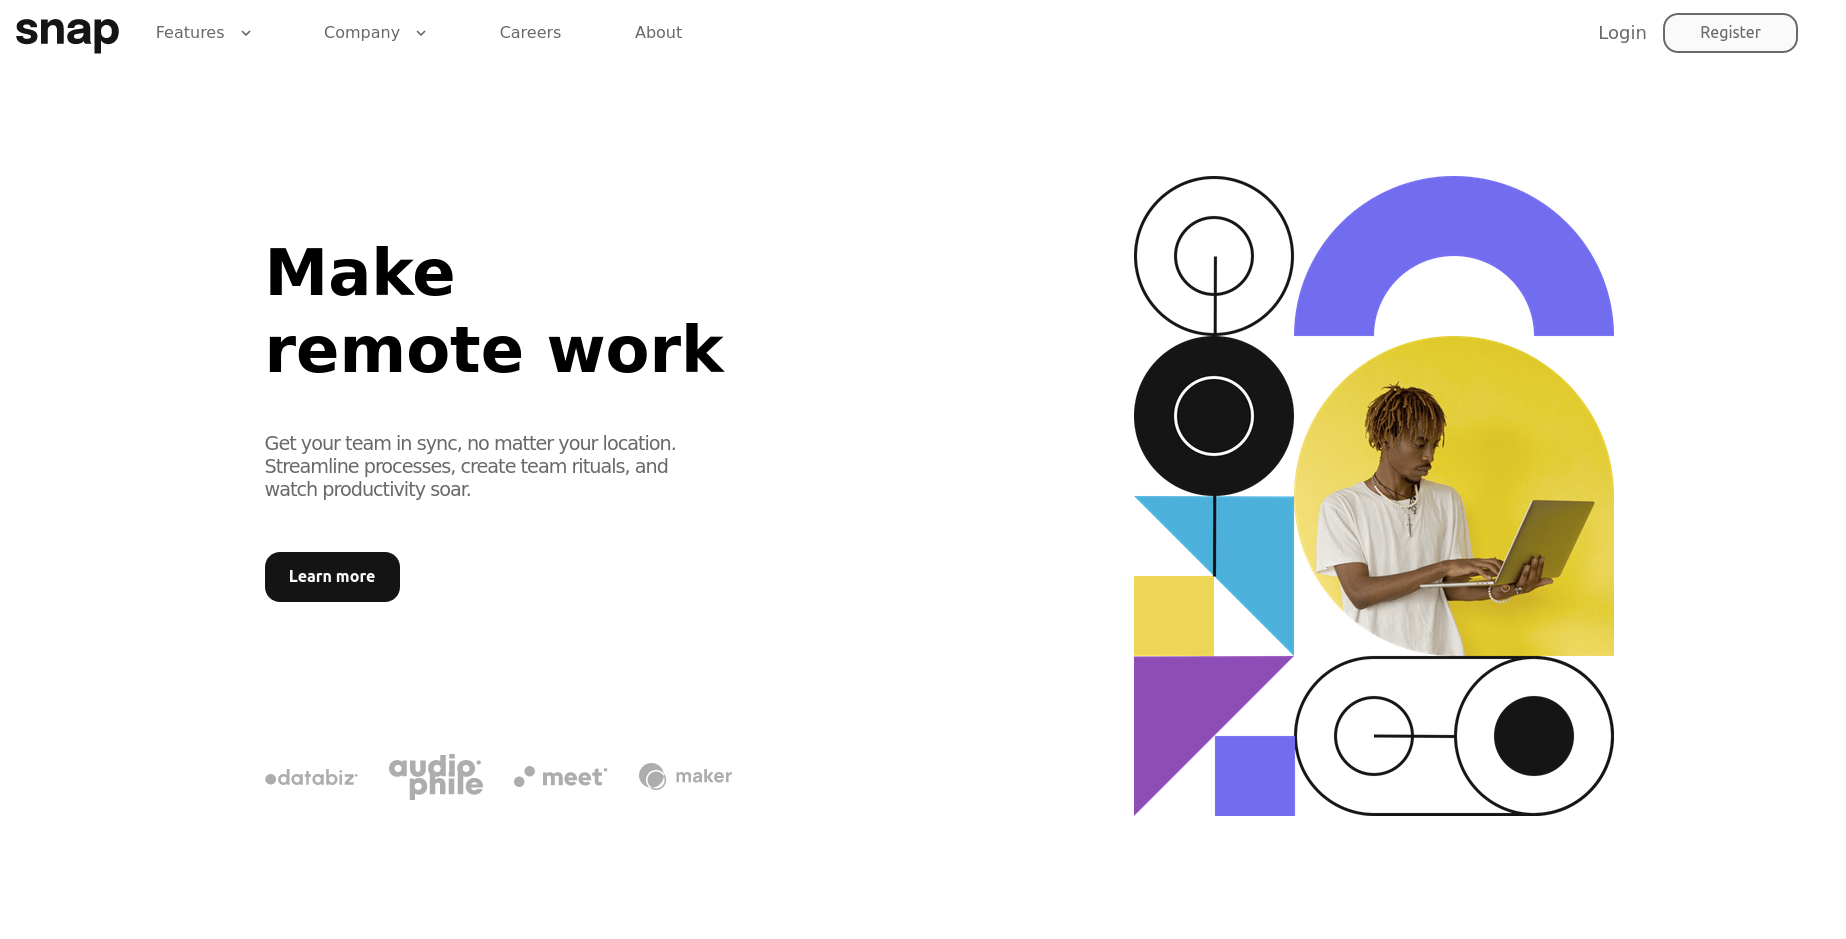 snap Features Company Careers About Login Register
Make
remote work
Get your team in sync, no matter your location.
Streamline processes, create team rituals, and
watch productivity soar.
Learn more
databiz audiophile meet maker